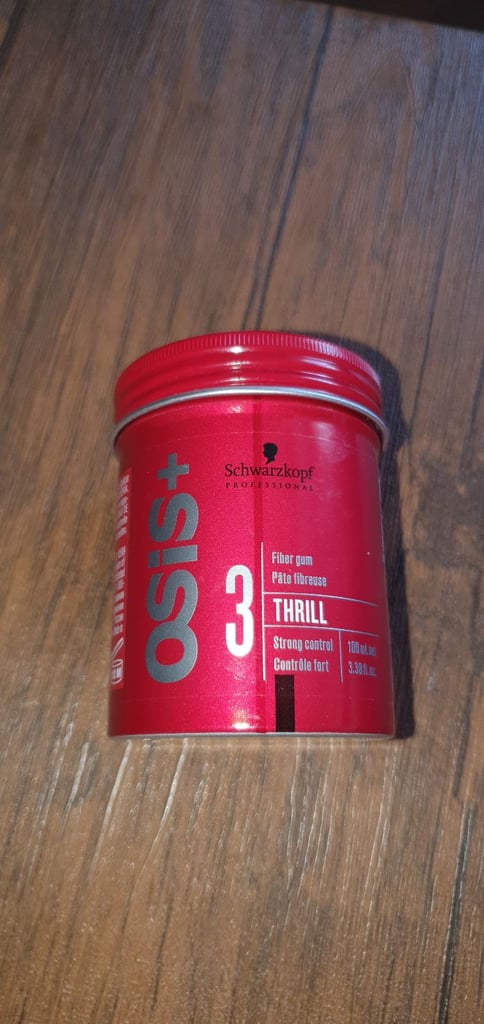 OSiS+
Schwarzkopf
PROFESSIONAL
3
Fiber gum
Pâte fibreuse
THRILL
Strong control
Contrôle fort
100 mL
3.38 fl. oz.